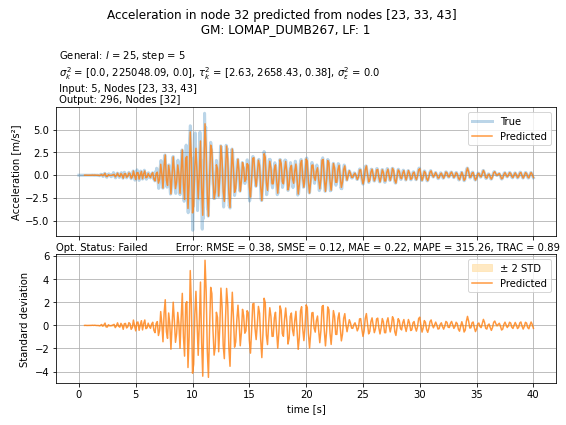 Acceleration in node 32 predicted from nodes [23, 33, 43]
GM: LOMAP_DUMB267, LF: 1
General: l = 25, step = 5
σ²ₖ = [0.0, 225048.09, 0.0], τ²ₖ = [2.63, 2658.43, 0.38], σ²ε = 0.0
Input: 5, Nodes [23, 33, 43]
Output: 296, Nodes [32]
Acceleration [m/s²]
5.0
2.5
0.0
−2.5
−5.0
True
Predicted
Opt. Status: Failed
Error: RMSE = 0.38, SMSE = 0.12, MAE = 0.22, MAPE = 315.26, TRAC = 0.89
Standard deviation
6
4
2
0
−2
−4
± 2 STD
Predicted
0 5 10 15 20 25 30 35 40
time [s]